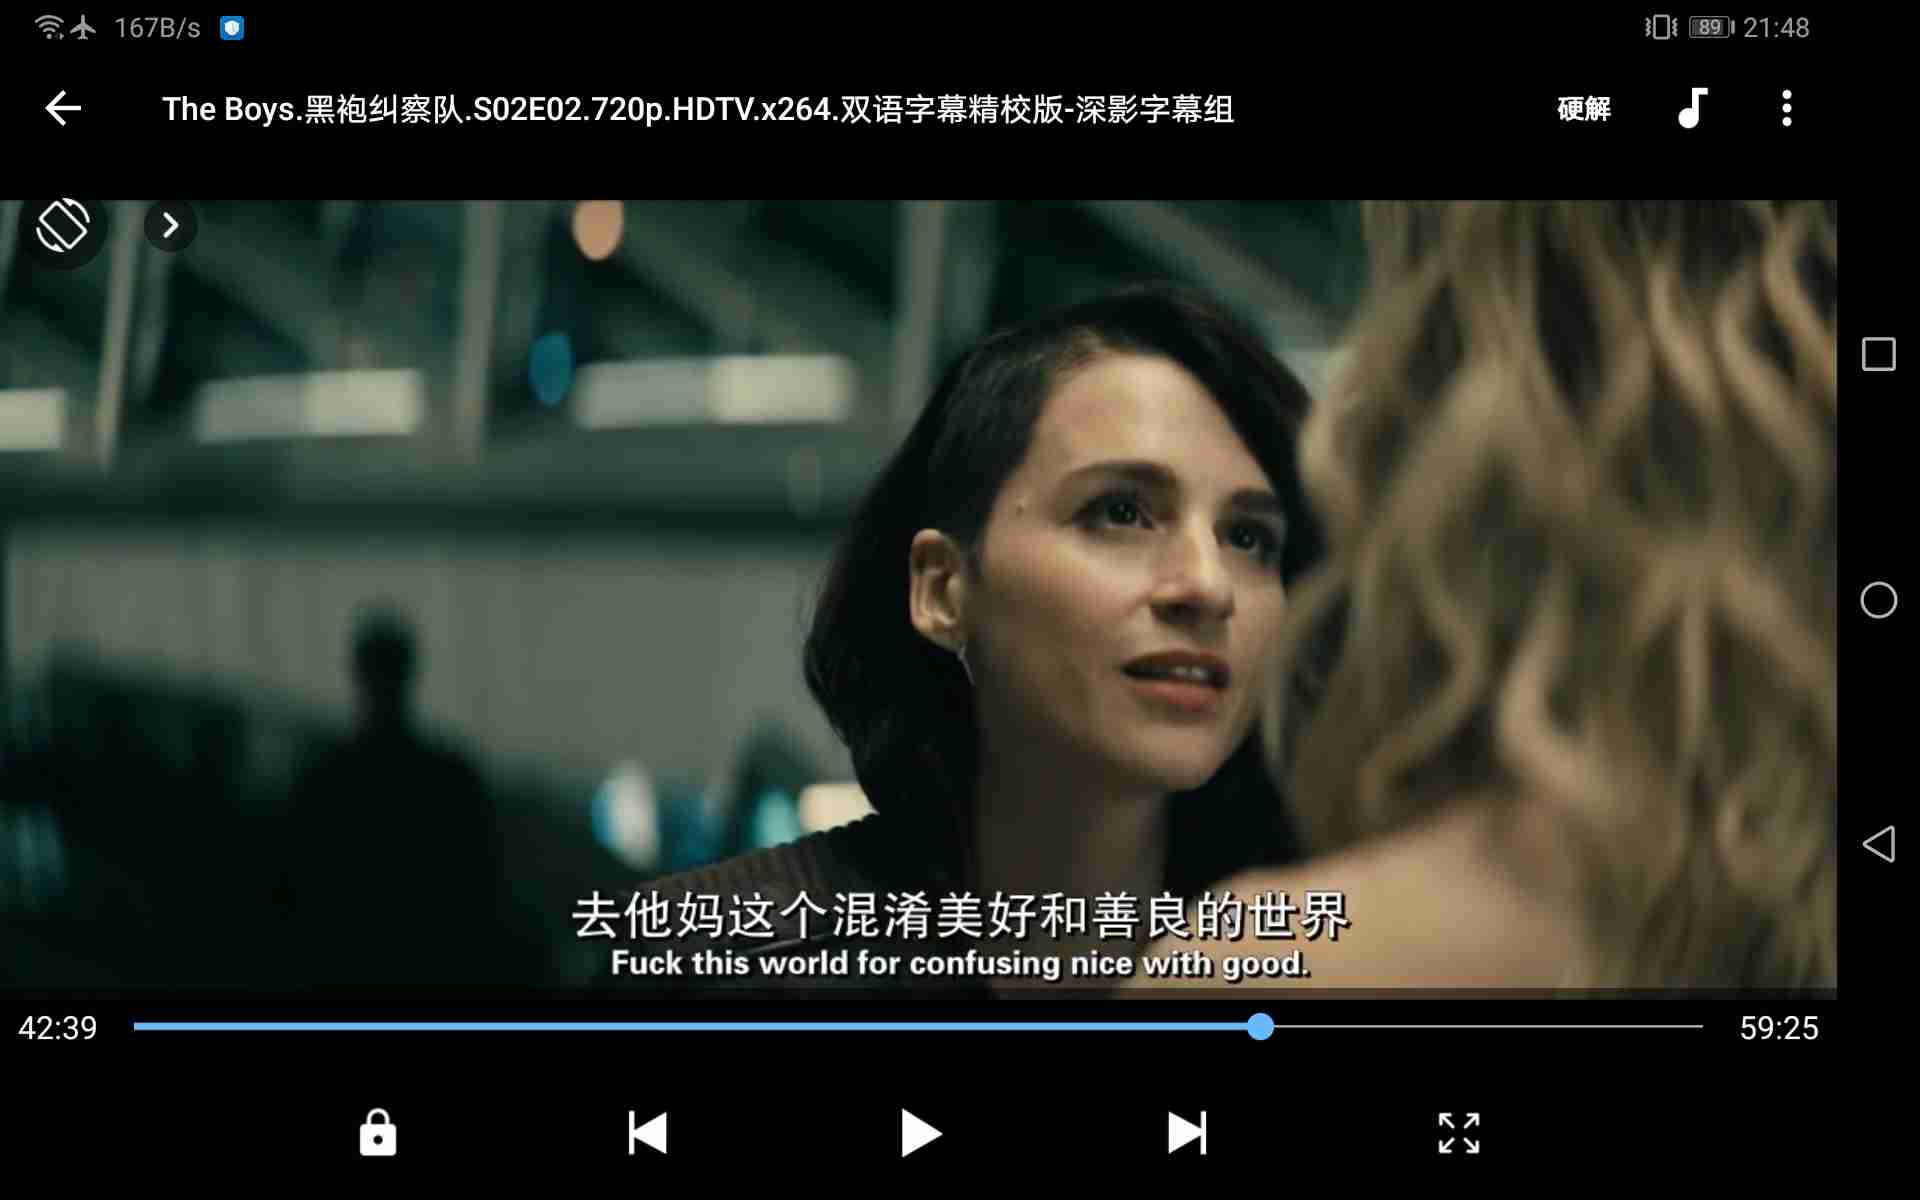 167B/s
89 21:48
The Boys.黑袍纠察队.S02E02.720p.HDTV.x264.双语字幕精校版-深影字幕组
硬解
去他妈这个混淆美好和善良的世界
Fuck this world for confusing nice with good.
42:39
59:25